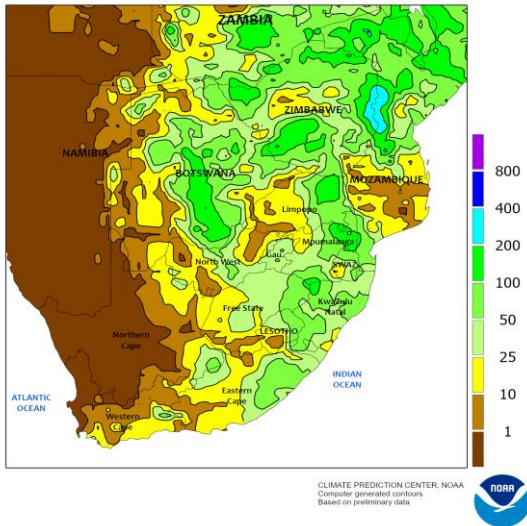 ZAMBIA
ZIMBABWE
NAMIBIA
BOTSWANA
MOZAMBIQUE
Limpopo
Mpumalanga
Gau.
North West
SWAZ.
Free State
KwaZulu
Natal
LESOTHO
Northern
Cape
INDIAN
OCEAN
Eastern
Cape
ATLANTIC
OCEAN
Western
Cape
800
400
200
100
50
25
10
1
CLIMATE PREDICTION CENTER, NOAA
Computer generated contours
Based on preliminary data
NOAA